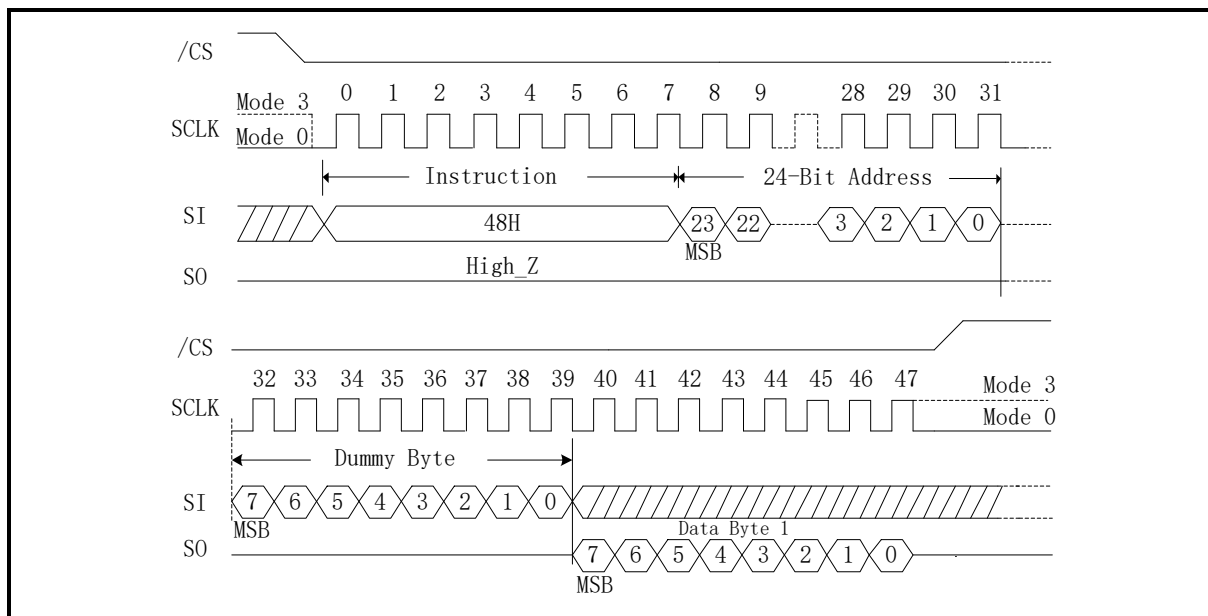 /CS
Mode 3 0 1 2 3 4 5 6 7 8 9 28 29 30 31
SCLK Mode 0
Instruction 24-Bit Address
SI 48H 23 22 3 2 1 0
MSB
SO High_Z
/CS
32 33 34 35 36 37 38 39 40 41 42 43 44 45 46 47 Mode 3
SCLK Mode 0
Dummy Byte
SI 7 6 5 4 3 2 1 0
MSB Data Byte 1
SO 7 6 5 4 3 2 1 0
MSB